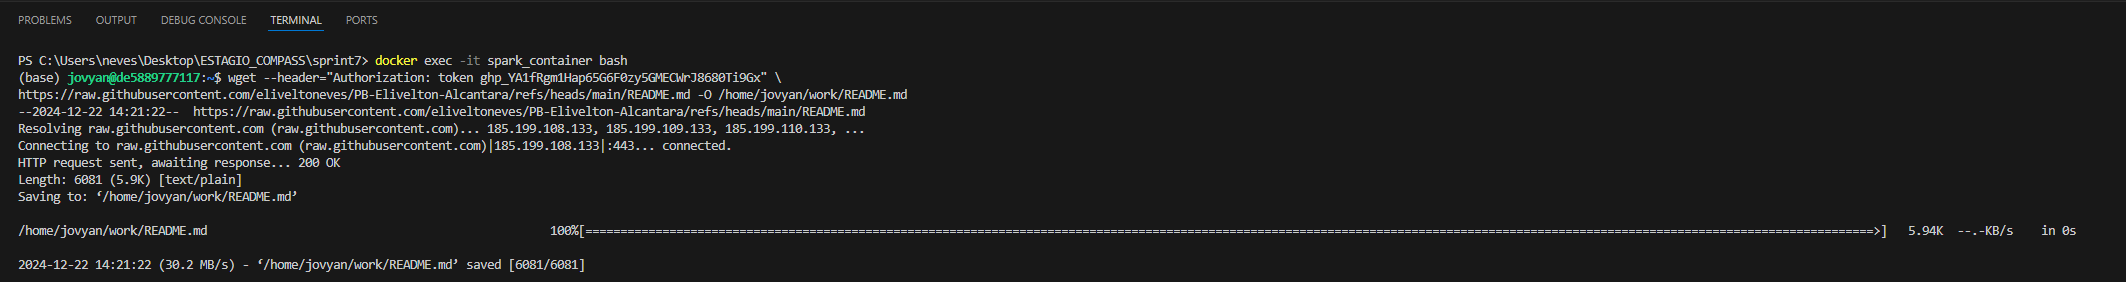 PROBLEMS OUTPUT DEBUG CONSOLE TERMINAL PORTS
PS C:\Users\neves\Desktop\ESTAGIO_COMPASS\sprint7> docker exec -it spark_container bash
(base) jovyan@de5889777117:~$ wget --header="Authorization: token " \
https://raw.githubusercontent.com/eliveltoneves/PB-Elivelton-Alcantara/refs/heads/main/README.md -O /home/jovyan/work/README.md
--2024-12-22 14:21:22-- https://raw.githubusercontent.com/eliveltoneves/PB-Elivelton-Alcantara/refs/heads/main/README.md
Resolving raw.githubusercontent.com (raw.githubusercontent.com)... 185.199.108.133, 185.199.109.133, 185.199.110.133, ...
Connecting to raw.githubusercontent.com (raw.githubusercontent.com)|185.199.108.133|:443... connected.
HTTP request sent, awaiting response... 200 OK
Length: 6081 (5.9K) [text/plain]
Saving to: ‘/home/jovyan/work/README.md’
/home/jovyan/work/README.md 100%[===================>] 5.94K --.-KB/s in 0s
2024-12-22 14:21:22 (30.2 MB/s) - ‘/home/jovyan/work/README.md’ saved [6081/6081]